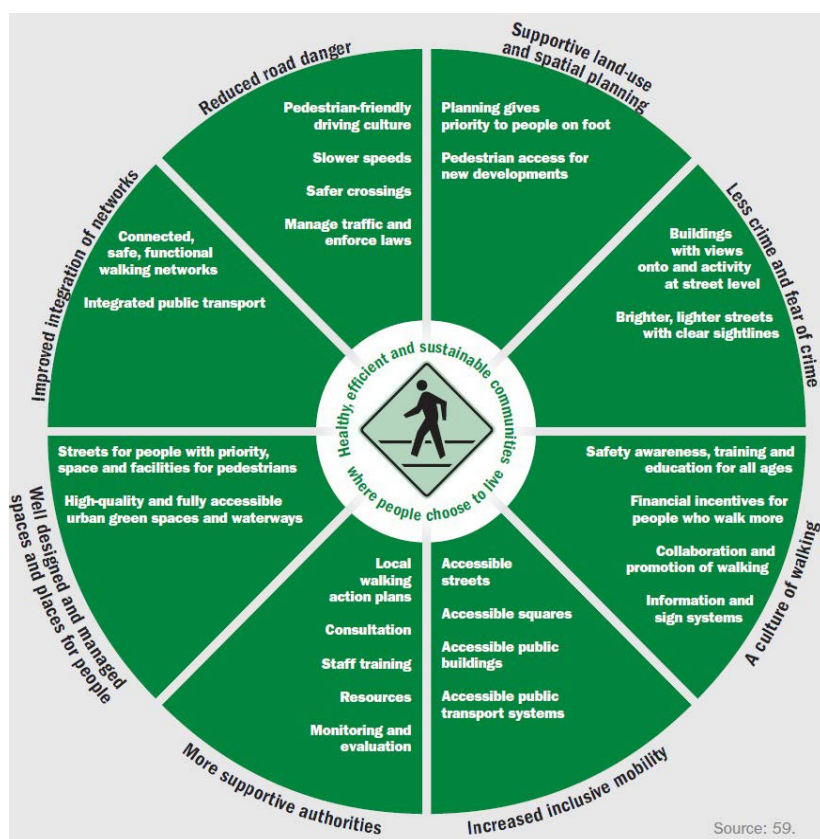 Reduced road danger
Pedestrian-friendly
driving culture
Slower speeds
Safer crossings
Manage traffic and
enforce laws
Supportive land-use
and spatial planning
Planning gives
priority to people on foot
Pedestrian access for
new developments
Less crime and fear of crime
Buildings
with views
onto and activity
at street level
Brighter, lighter streets
with clear sightlines
A culture of walking
Safety awareness, training and
education for all ages
Financial incentives for
people who walk more
Collaboration and
promotion of walking
Information and
sign systems
Increased inclusive mobility
Accessible
streets
Accessible squares
Accessible public
buildings
Accessible public
transport systems
More supportive authorities
Local
walking
action plans
Consultation
Staff training
Resources
Monitoring and
evaluation
Well designed and managed
spaces and places for people
Streets for people with priority,
space and facilities for pedestrians
High-quality and fully accessible
urban green spaces and waterways
Improved integration of networks
Connected,
safe, functional
walking networks
Integrated public transport
Healthy, efficient and sustainable communities
where people choose to live
Source: 59.